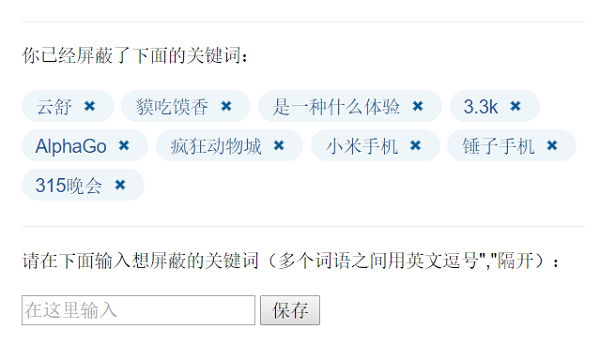 你已经屏蔽了下面的关键词：
云舒 ✖ 貘吃馍香 ✖ 是一种什么体验 ✖ 3.3k ✖
AlphaGo ✖ 疯狂动物城 ✖ 小米手机 ✖ 锤子手机 ✖
315晚会 ✖
请在下面输入想屏蔽的关键词（多个词语之间用英文逗号","隔开）：
在这里输入 保存